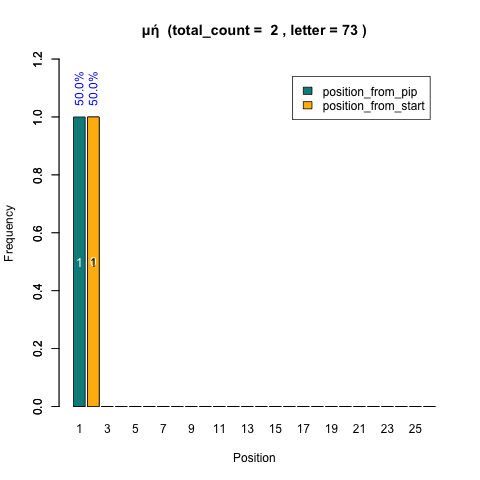 μή (total_count = 2 , letter = 73 )
50.0%
50.0%
position_from_pip
position_from_start
Frequency
1.2
1.0
0.8
0.6
0.4
0.2
0.0
1
1
1 3 5 7 9 11 13 15 17 19 21 23 25
Position